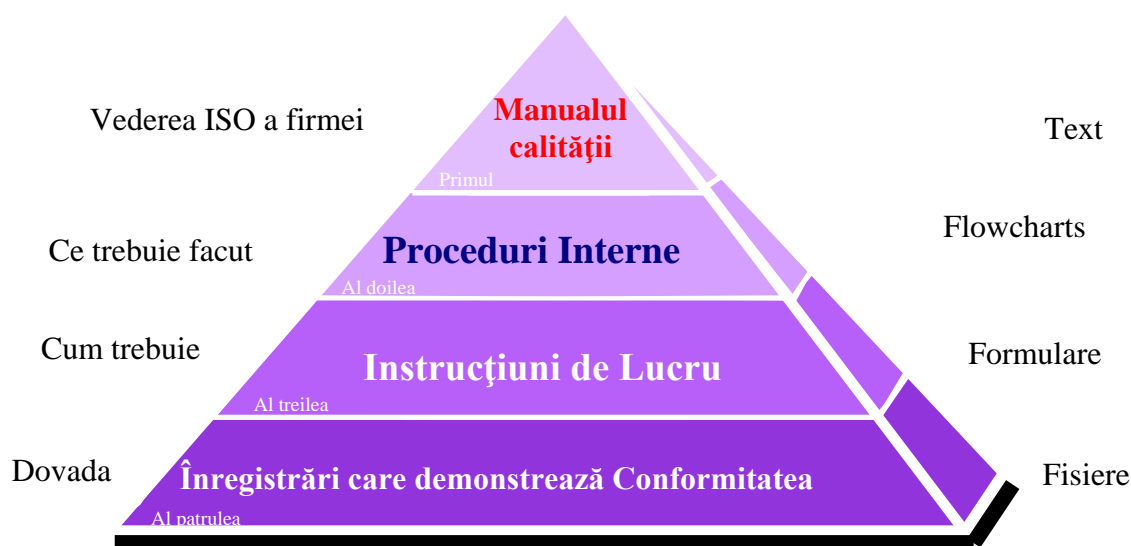 Vederea ISO a firmei
Manualul
calităţii
Text
Primul
Ce trebuie facut
Proceduri Interne
Flowcharts
Al doilea
Cum trebuie
Instrucţiuni de Lucru
Formulare
Al treilea
Dovada
Înregistrări care demonstrează Conformitatea
Fisiere
Al patrulea